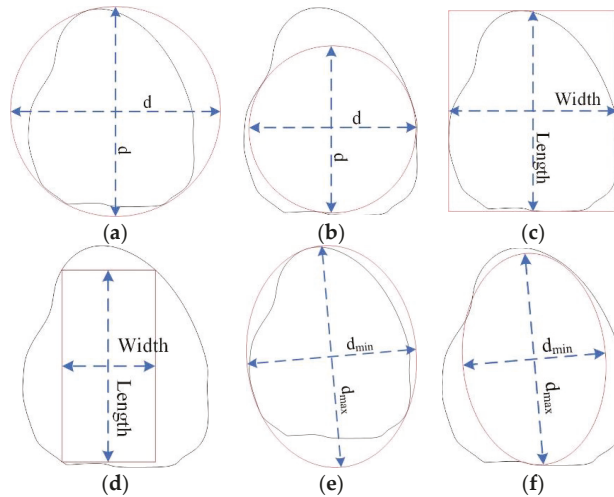 d
d
(a)
d
d
(b)
Width
Length
(c)
Width
Length
(d)
dmin
dmax
(e)
dmin
dmax
(f)